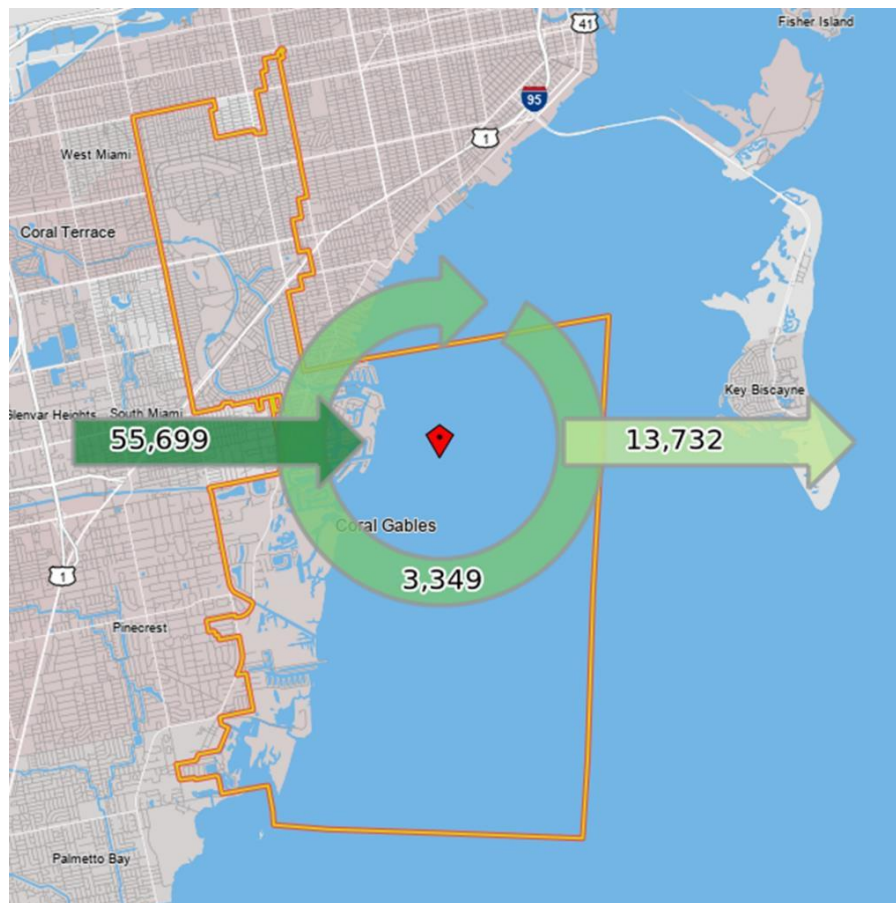 Fisher Island
41
95
1
West Miami
Coral Terrace
Key Biscayne
Glenvar Heights
South Miami
55,699
13,732
Coral Gables
1
3,349
Pinecrest
Palmetto Bay